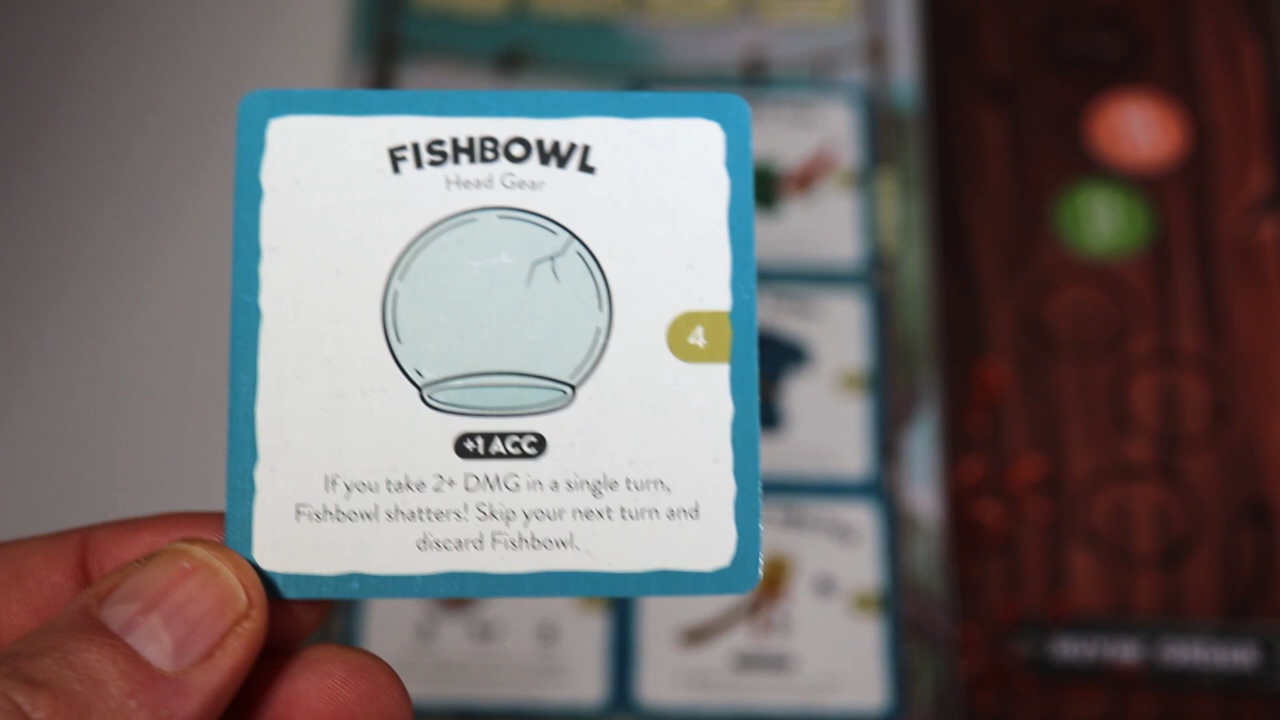 FISHBOWL
Head Gear
4
+1 ACC
If you take 2+ DMG in a single turn,
Fishbowl shatters! Skip your next turn and
discard Fishbowl.